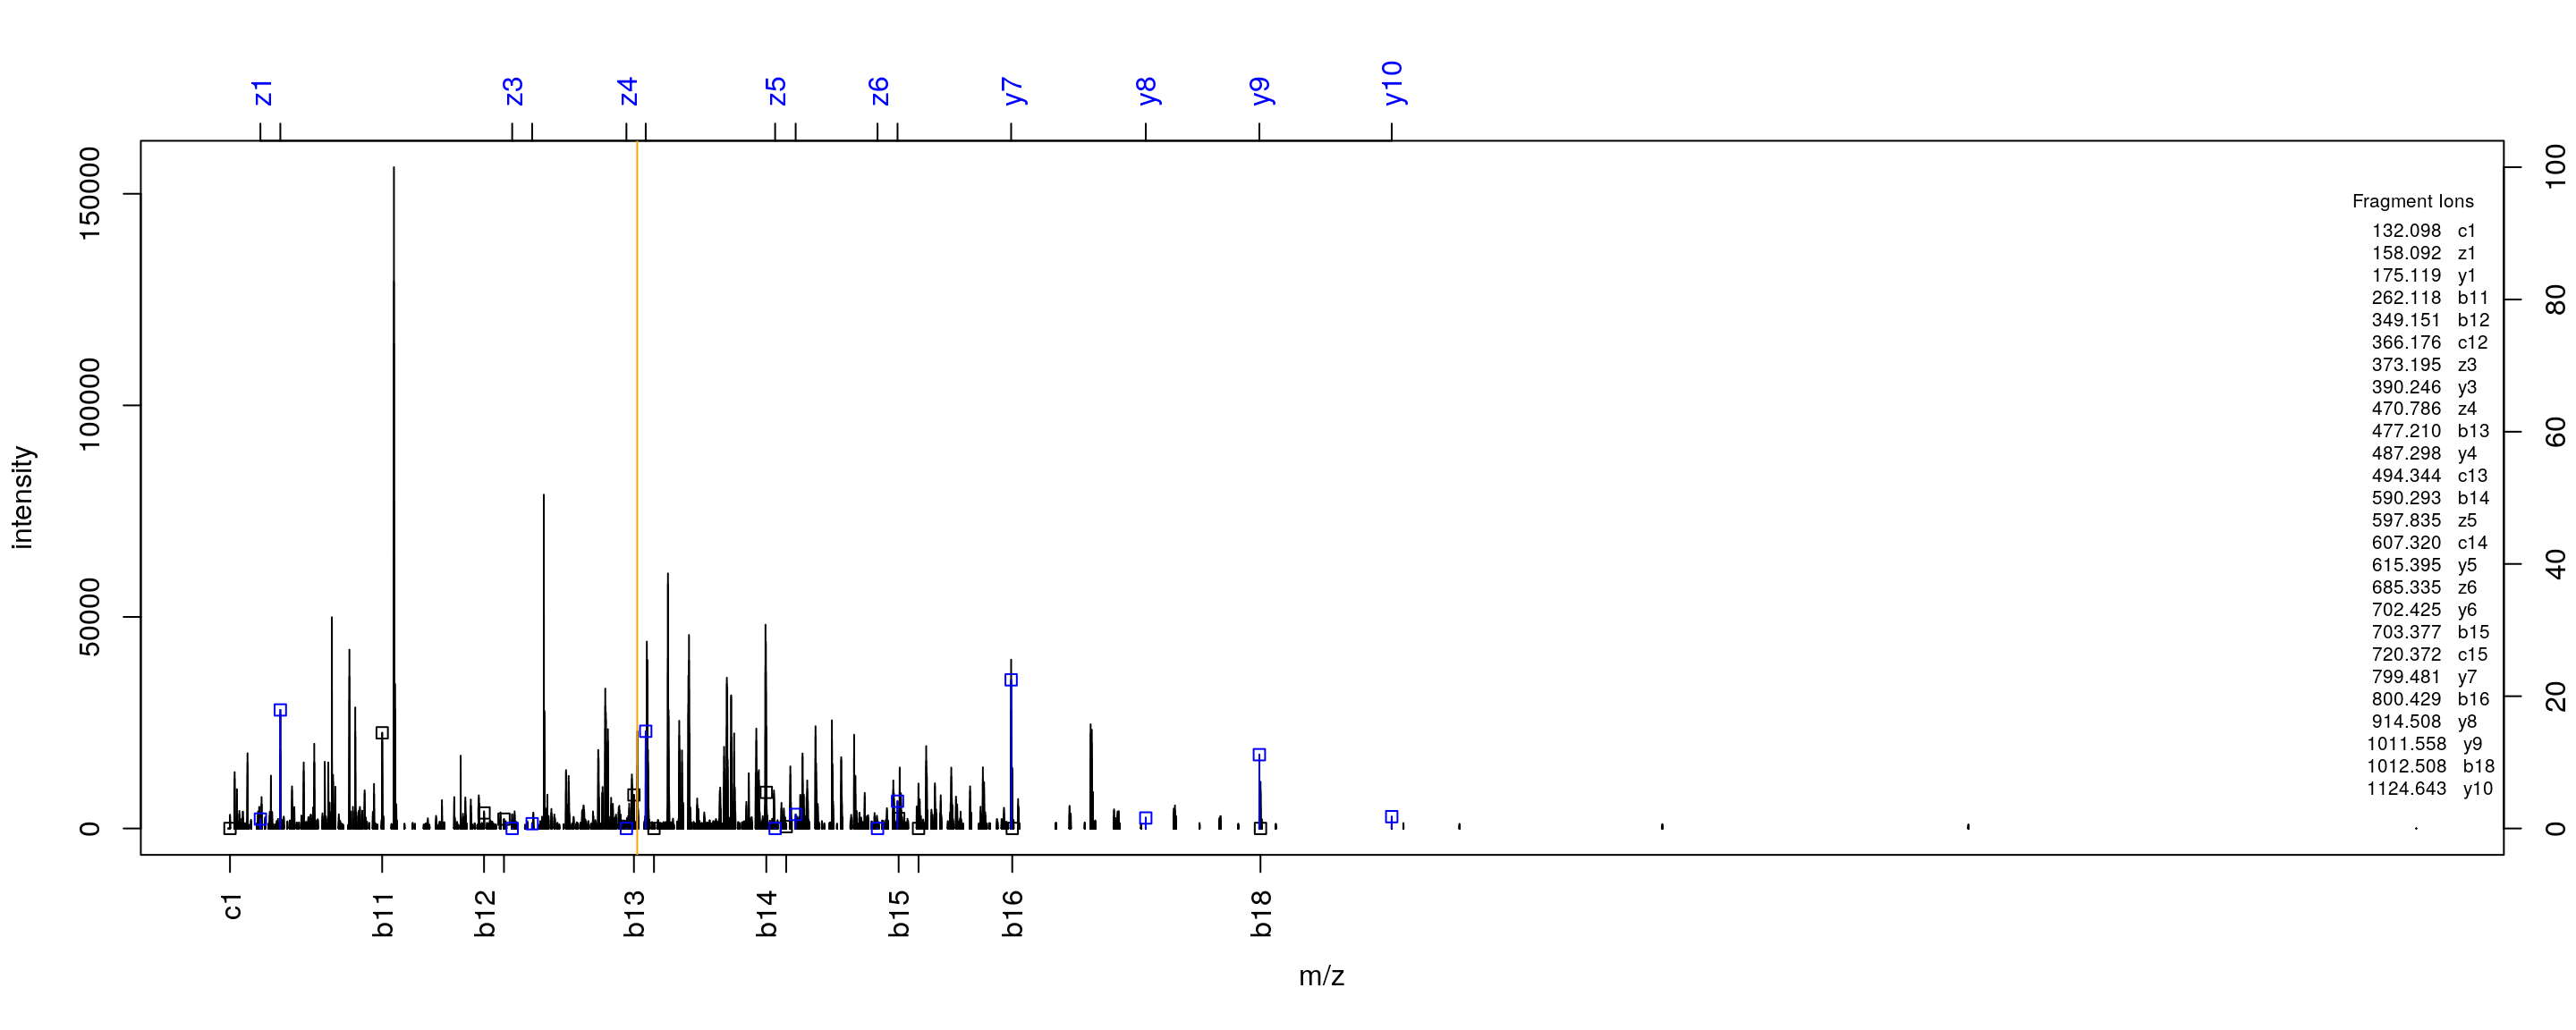 z1 z3 z4 z5 z6 y7 y8 y9 y10
150000
100000
50000
0
intensity
100
80
60
40
20
0
Fragment Ions
132.098 c1
158.092 z1
175.119 y1
262.118 b11
349.151 b12
366.176 c12
373.195 z3
390.246 y3
470.786 z4
477.210 b13
487.298 y4
494.344 c13
590.293 b14
597.835 z5
607.320 c14
615.395 y5
685.335 z6
702.425 y6
703.377 b15
720.372 c15
799.481 y7
800.429 b16
914.508 y8
1011.558 y9
1012.508 b18
1124.643 y10
c1 b11 b12 b13 b14 b15 b16 b18
m/z